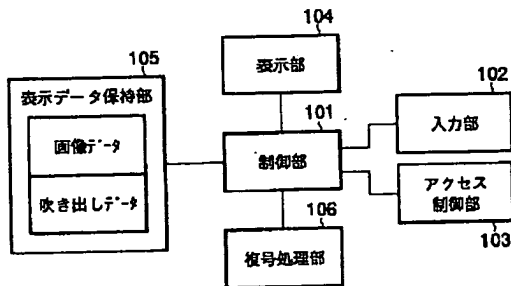 104
105
表示部
102
表示データ保持部
101
入力部
画像データ
制御部
アクセス
制御部
吹き出しデータ
106
103
復号処理部